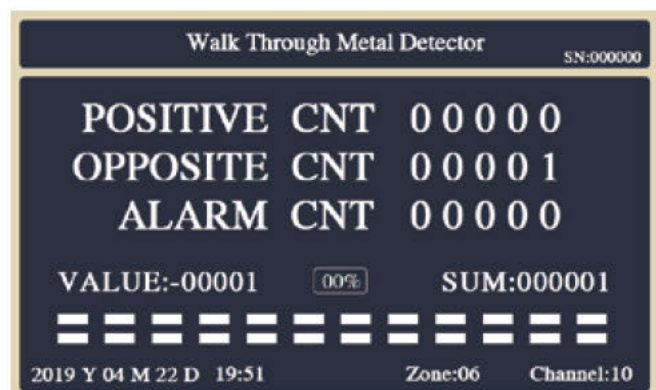 Walk Through Metal Detector
SN:000000
POSITIVE CNT 00000
OPPOSITE CNT 00001
ALARM CNT 00000
VALUE:-00001 00% SUM:000001
2019 Y 04 M 22 D 19:51 Zone:06 Channel:10